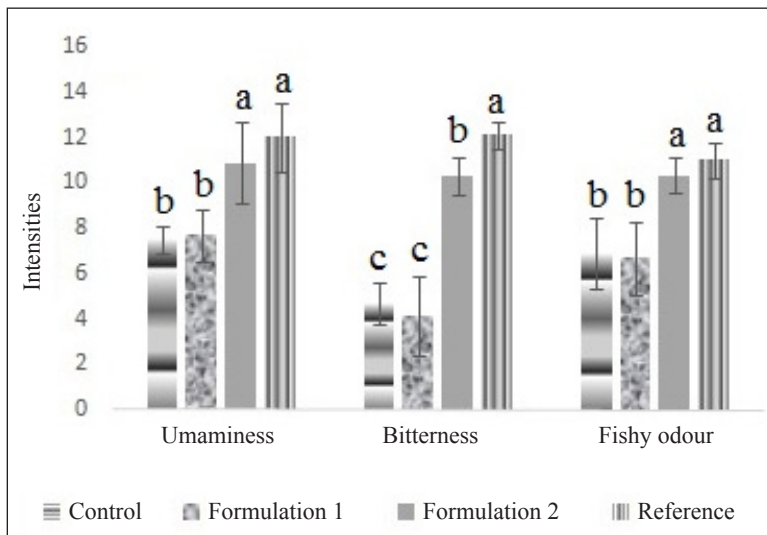 16
14
12
10
8
6
4
2
0
Intensities
b b a a
c c b a
b b a a
Umaminess Bitterness Fishy odour
Control Formulation 1 Formulation 2 Reference